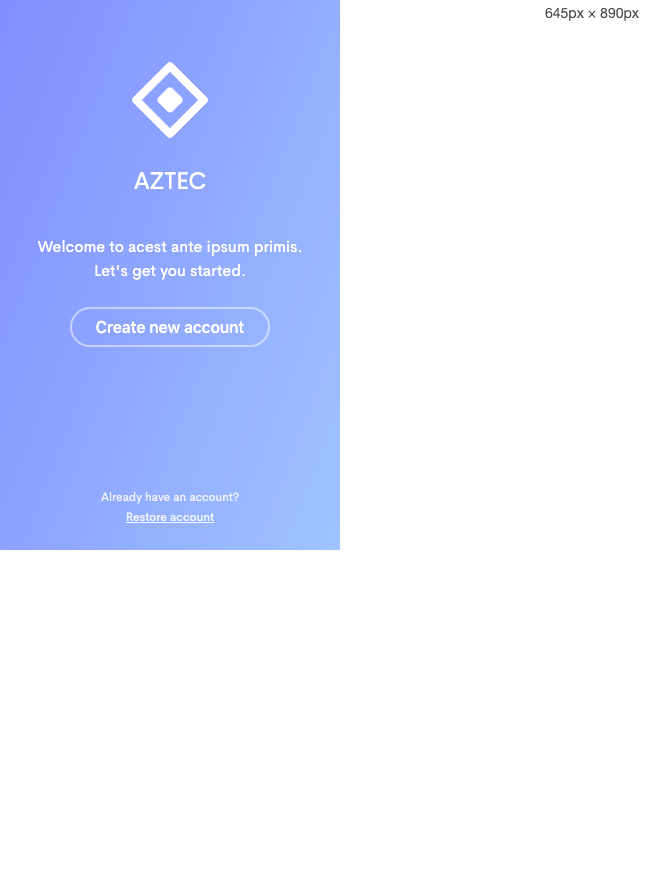 645px × 890px
AZTEC
Welcome to acest ante ipsum primis.
Let's get you started.
Create new account
Already have an account?
Restore account